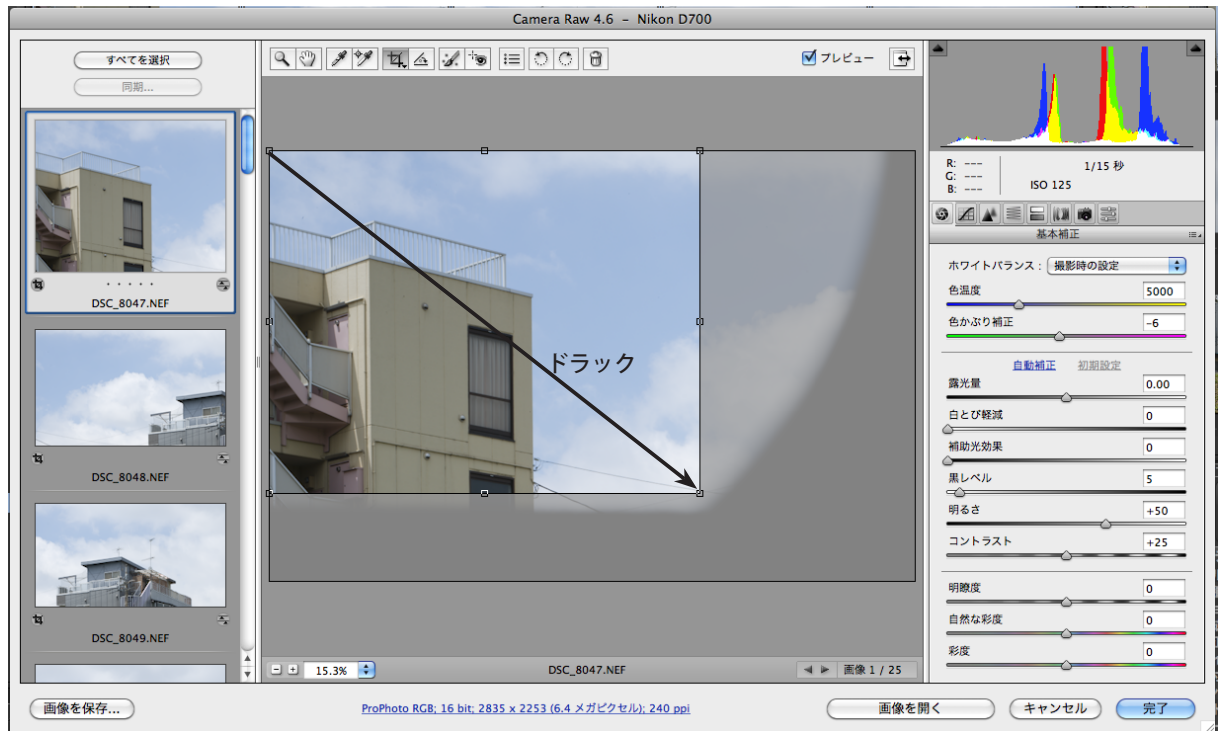 Camera Raw 4.6 – Nikon D700
すべてを選択
同期...
DSC_8047.NEF
DSC_8048.NEF
DSC_8049.NEF
プレビュー
ドラック
15.3%
DSC_8047.NEF
画像 1 / 25
R: ---
G: ---
B: ---
1/15 秒
ISO 125
基本補正
ホワイトバランス : 撮影時の設定
色温度 5000
色かぶり補正 -6
自動補正 初期設定
露光量 0.00
白とび軽減 0
補助光効果 0
黒レベル 5
明るさ +50
コントラスト +25
明瞭度 0
自然な彩度 0
彩度 0
画像を保存...
ProPhoto RGB; 16 bit; 2835 x 2253 (6.4 メガピクセル); 240 ppi
画像を開く
キャンセル
完了